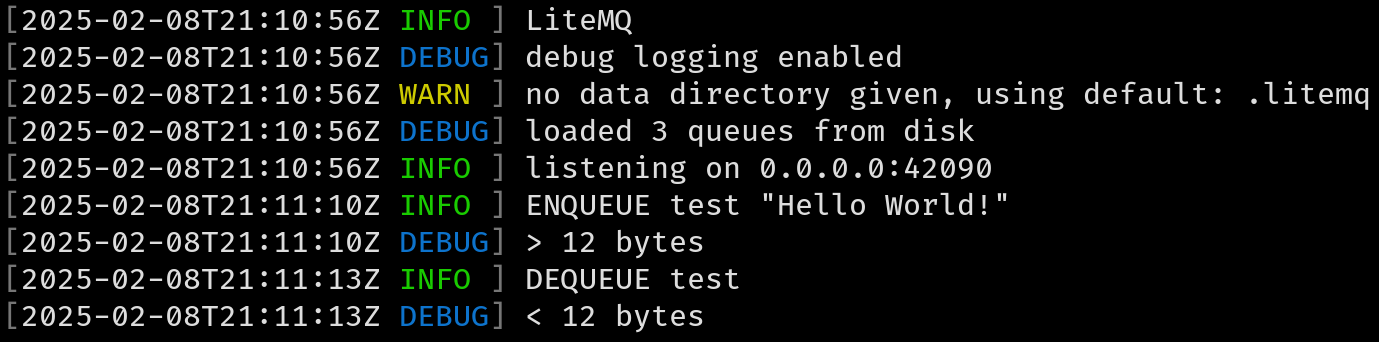 [2025-02-08T21:10:56Z INFO ] LiteMQ
[2025-02-08T21:10:56Z DEBUG] debug logging enabled
[2025-02-08T21:10:56Z WARN ] no data directory given, using default: .litemq
[2025-02-08T21:10:56Z DEBUG] loaded 3 queues from disk
[2025-02-08T21:10:56Z INFO ] listening on 0.0.0.0:42090
[2025-02-08T21:11:10Z INFO ] ENQUEUE test "Hello World!"
[2025-02-08T21:11:10Z DEBUG] > 12 bytes
[2025-02-08T21:11:13Z INFO ] DEQUEUE test
[2025-02-08T21:11:13Z DEBUG] < 12 bytes